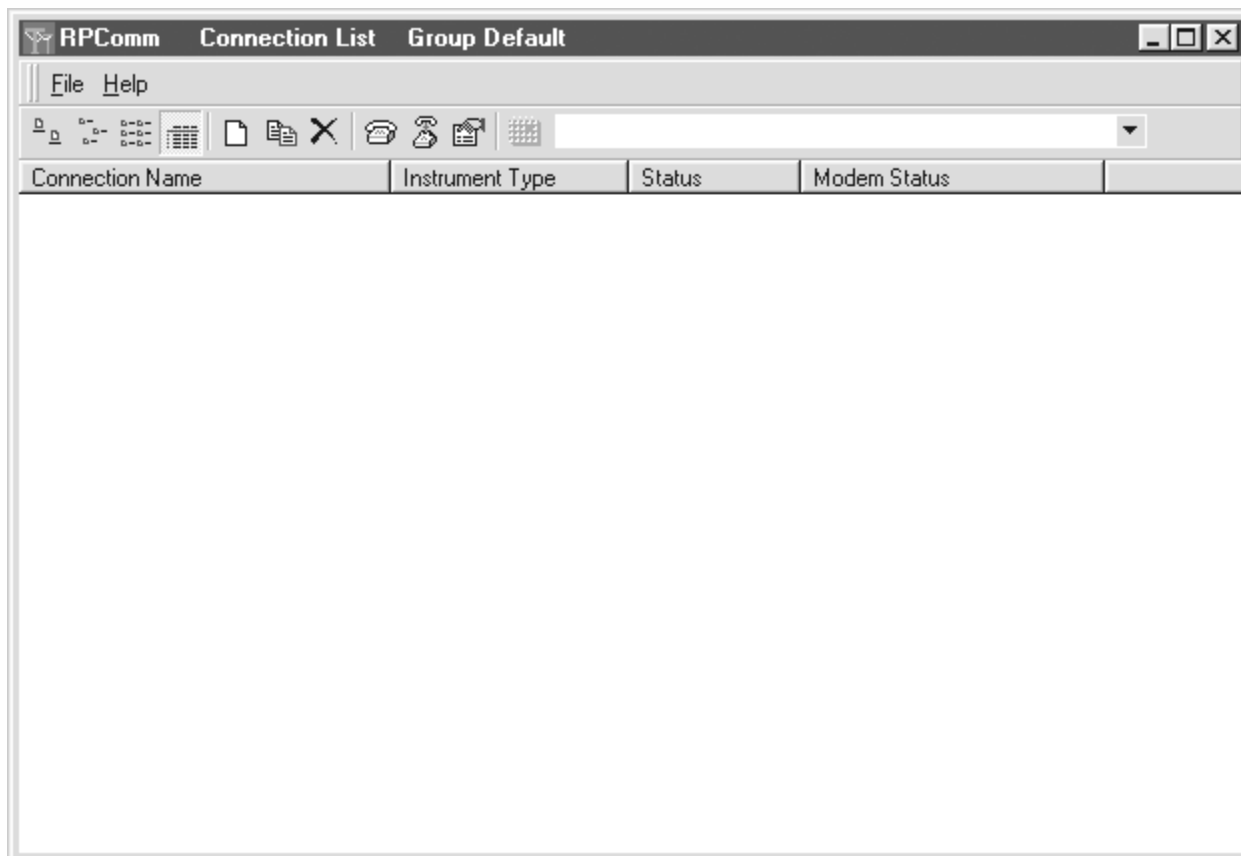 RPComm Connection List Group Default
File Help
Connection Name Instrument Type Status Modem Status